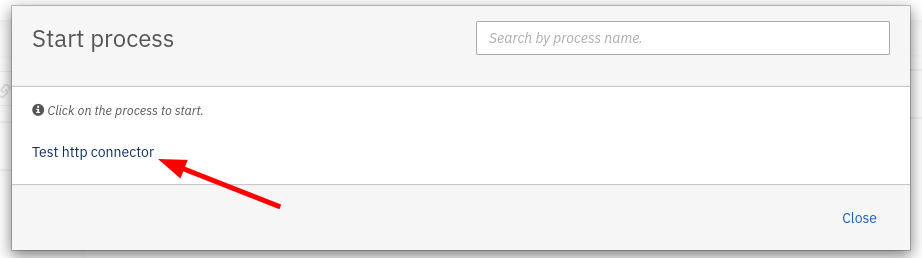 Start process
Search by process name.
Click on the process to start.
Test http connector
Close